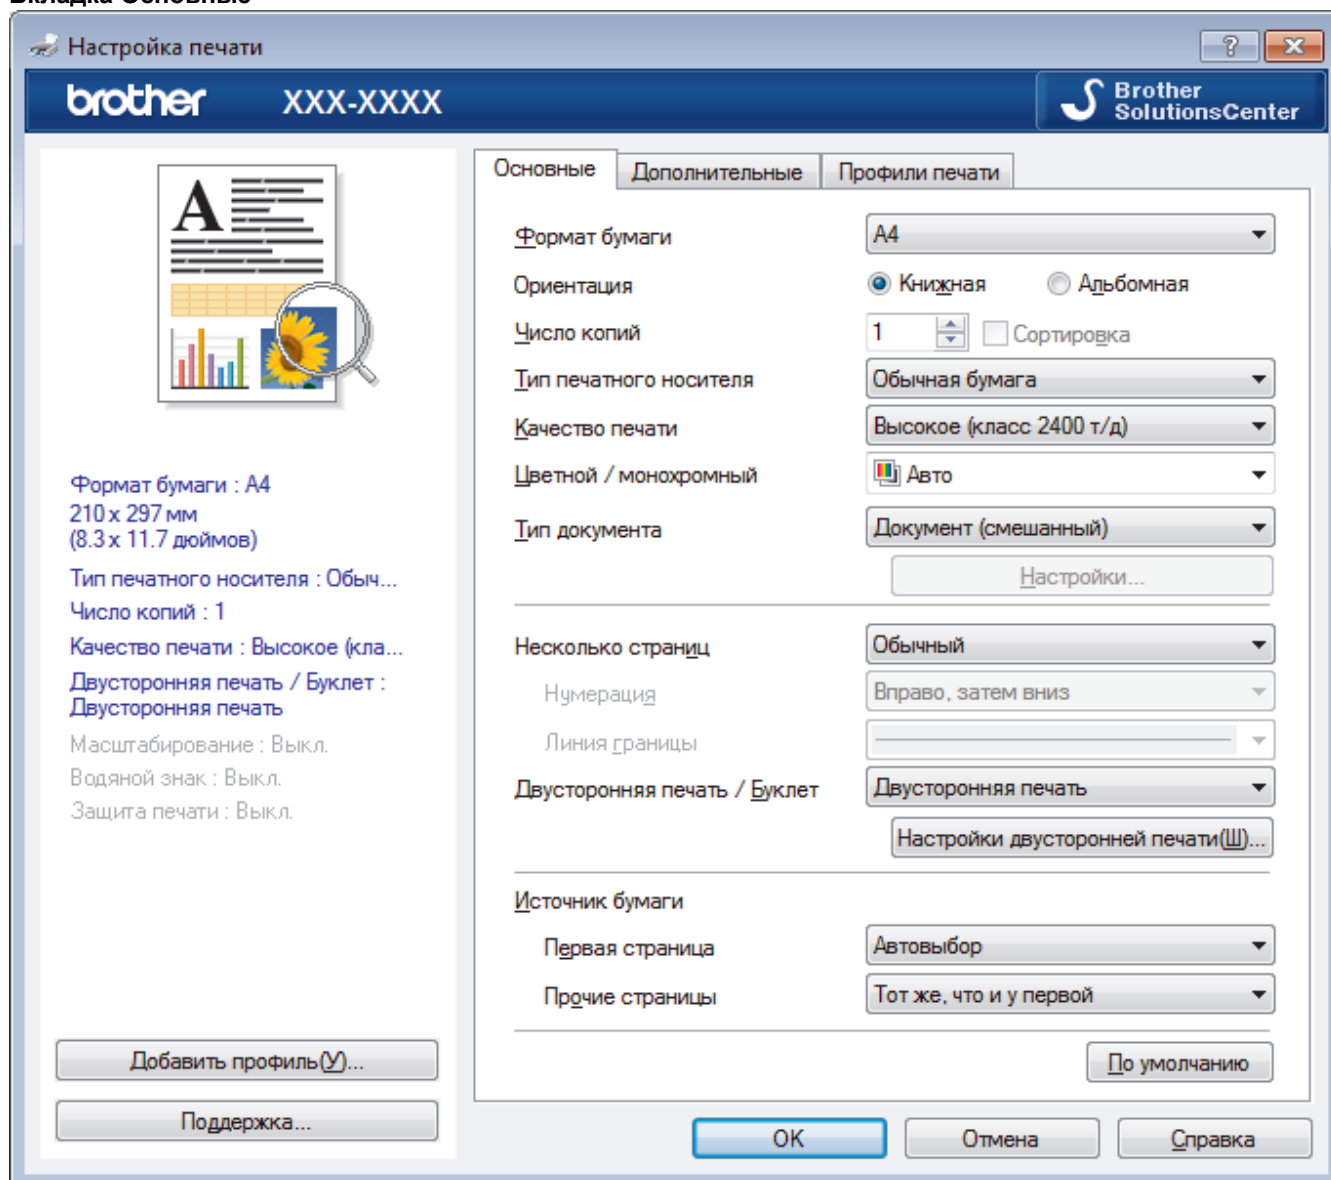 Вкладка Основные
Настройка печати
brother XXX-XXXX
Brother
SolutionsCenter
A
Формат бумаги : A4
210 x 297 мм
(8.3 x 11.7 дюймов)
Тип печатного носителя : Обыч...
Число копий : 1
Качество печати : Высокое (кла...
Двусторонняя печать / Буклет :
Двусторонняя печать
Масштабирование : Выкл.
Водяной знак : Выкл.
Защита печати : Выкл.
Добавить профиль(У)...
Поддержка...
Основные Дополнительные Профили печати
Формат бумаги A4
Ориентация Книжная Альбомная
Число копий 1 Сортировка
Тип печатного носителя Обычная бумага
Качество печати Высокое (класс 2400 т/д)
Цветной / монохромный Авто
Тип документа Документ (смешанный)
Настройки...
Несколько страниц Обычный
Нумерация Вправо, затем вниз
Линия границы
Двусторонняя печать / Буклет Двусторонняя печать
Настройки двусторонней печати(Ш)...
Источник бумаги
Первая страница Автовыбор
Прочие страницы Тот же, что и у первой
По умолчанию
OK Отмена Справка